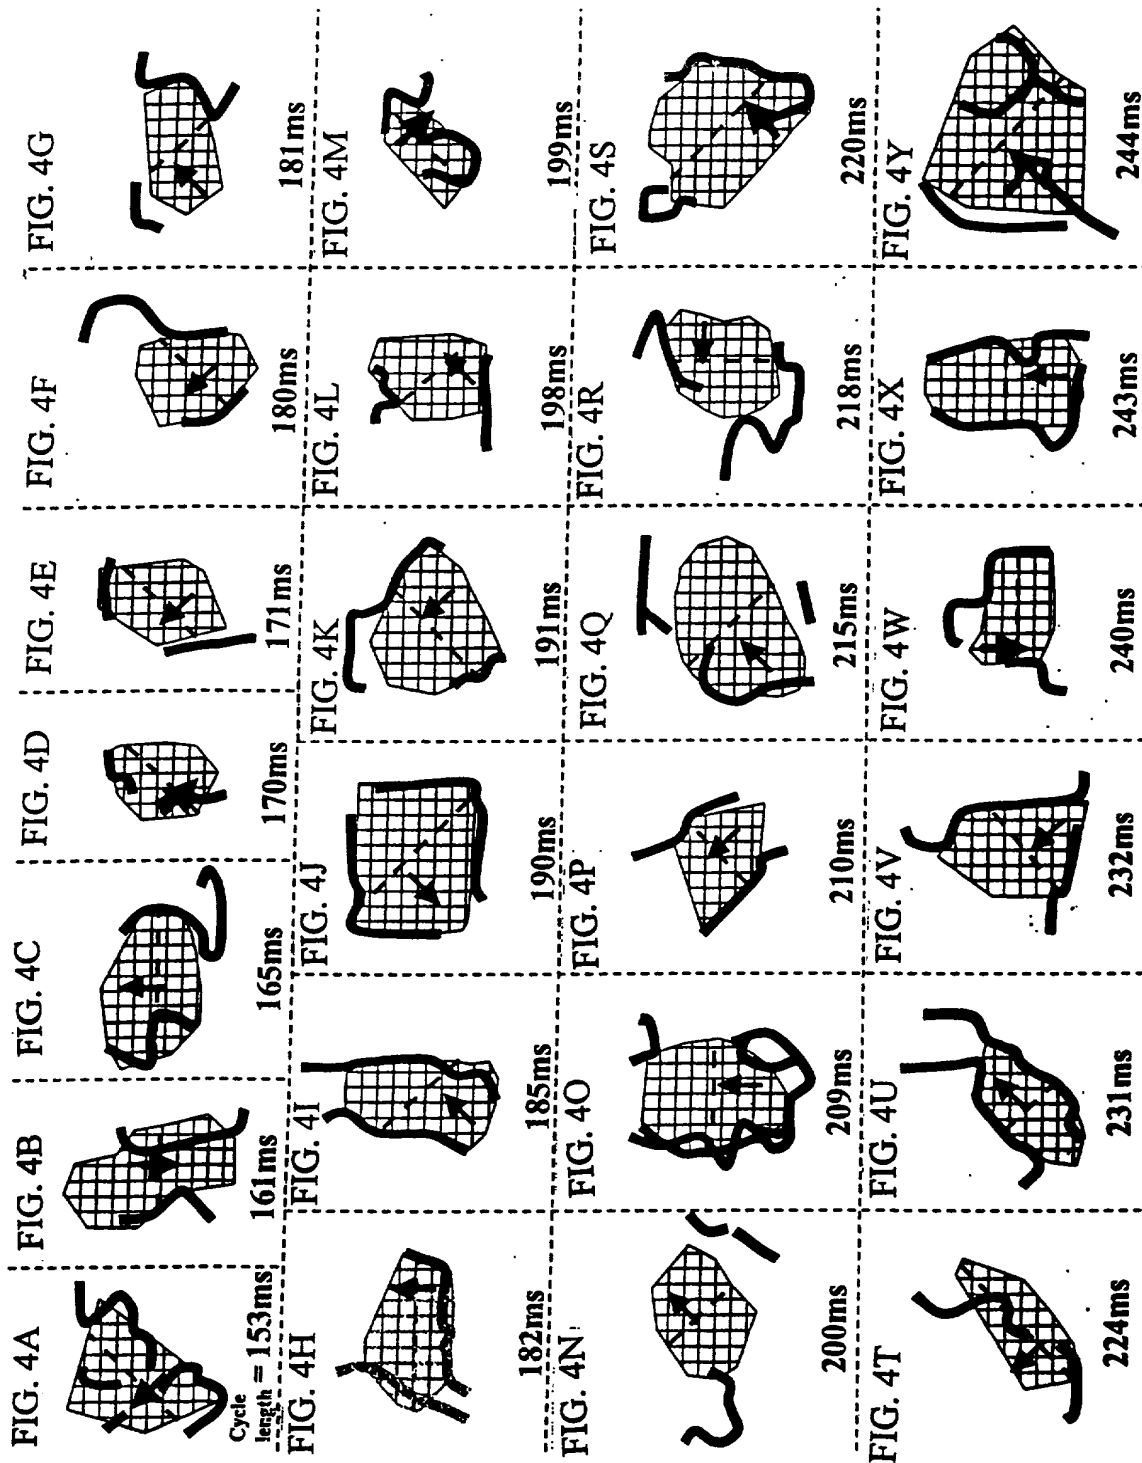 FIG. 4A
Cycle
length = 153ms
FIG. 4B
161ms
FIG. 4C
165ms
FIG. 4D
170ms
FIG. 4E
171ms
FIG. 4F
180ms
FIG. 4G
181ms
FIG. 4H
182ms
FIG. 4I
185ms
FIG. 4J
190ms
FIG. 4K
191ms
FIG. 4L
198ms
FIG. 4M
199ms
FIG. 4N
200ms
FIG. 4O
209ms
FIG. 4P
210ms
FIG. 4Q
215ms
FIG. 4R
218ms
FIG. 4S
220ms
FIG. 4T
224ms
FIG. 4U
231ms
FIG. 4V
232ms
FIG. 4W
240ms
FIG. 4X
243ms
FIG. 4Y
244ms